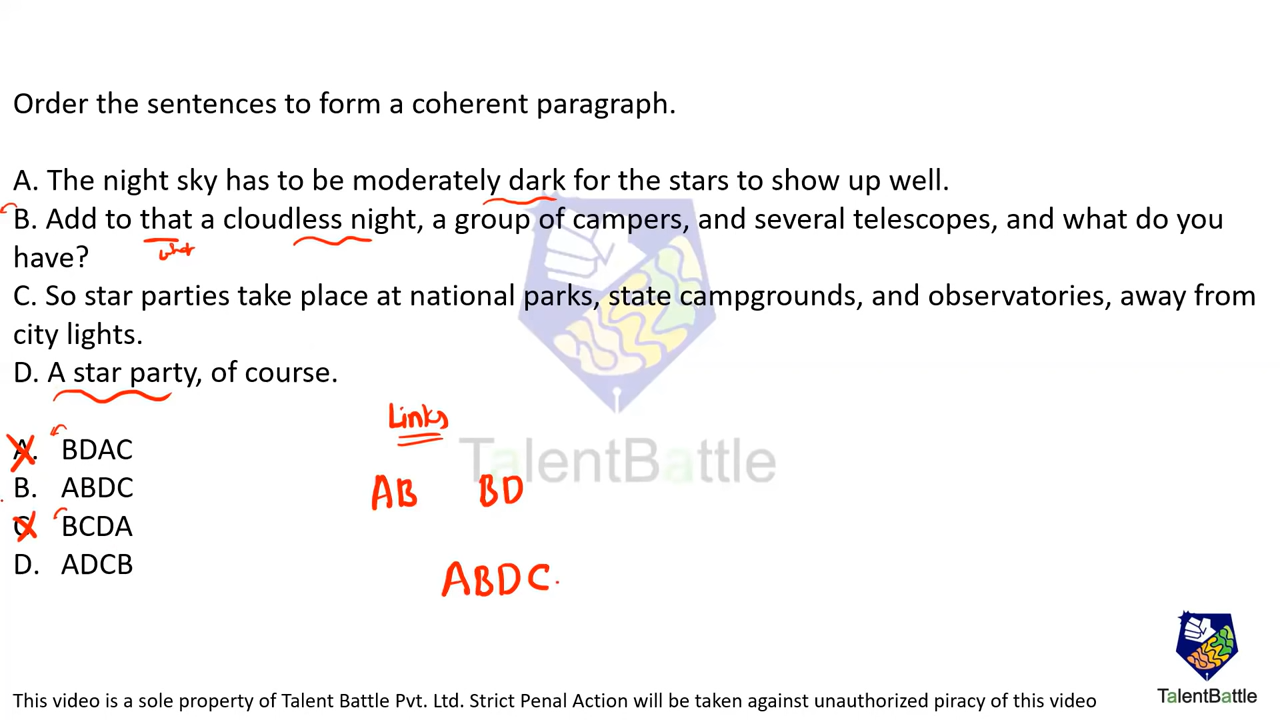 Order the sentences to form a coherent paragraph.
A. The night sky has to be moderately dark for the stars to show up well.
B. Add to that a cloudless night, a group of campers, and several telescopes, and what do you
what
have?
C. So star parties take place at national parks, state campgrounds, and observatories, away from
city lights.
D. A star party, of course.
Links
A. BDAC
TalentBattle
B. ABDC
AB BD
C. BCDA
D. ADCB
ABDC.
TalentBattle
This video is a sole property of Talent Battle Pvt. Ltd. Strict Penal Action will be taken against unauthorized piracy of this video